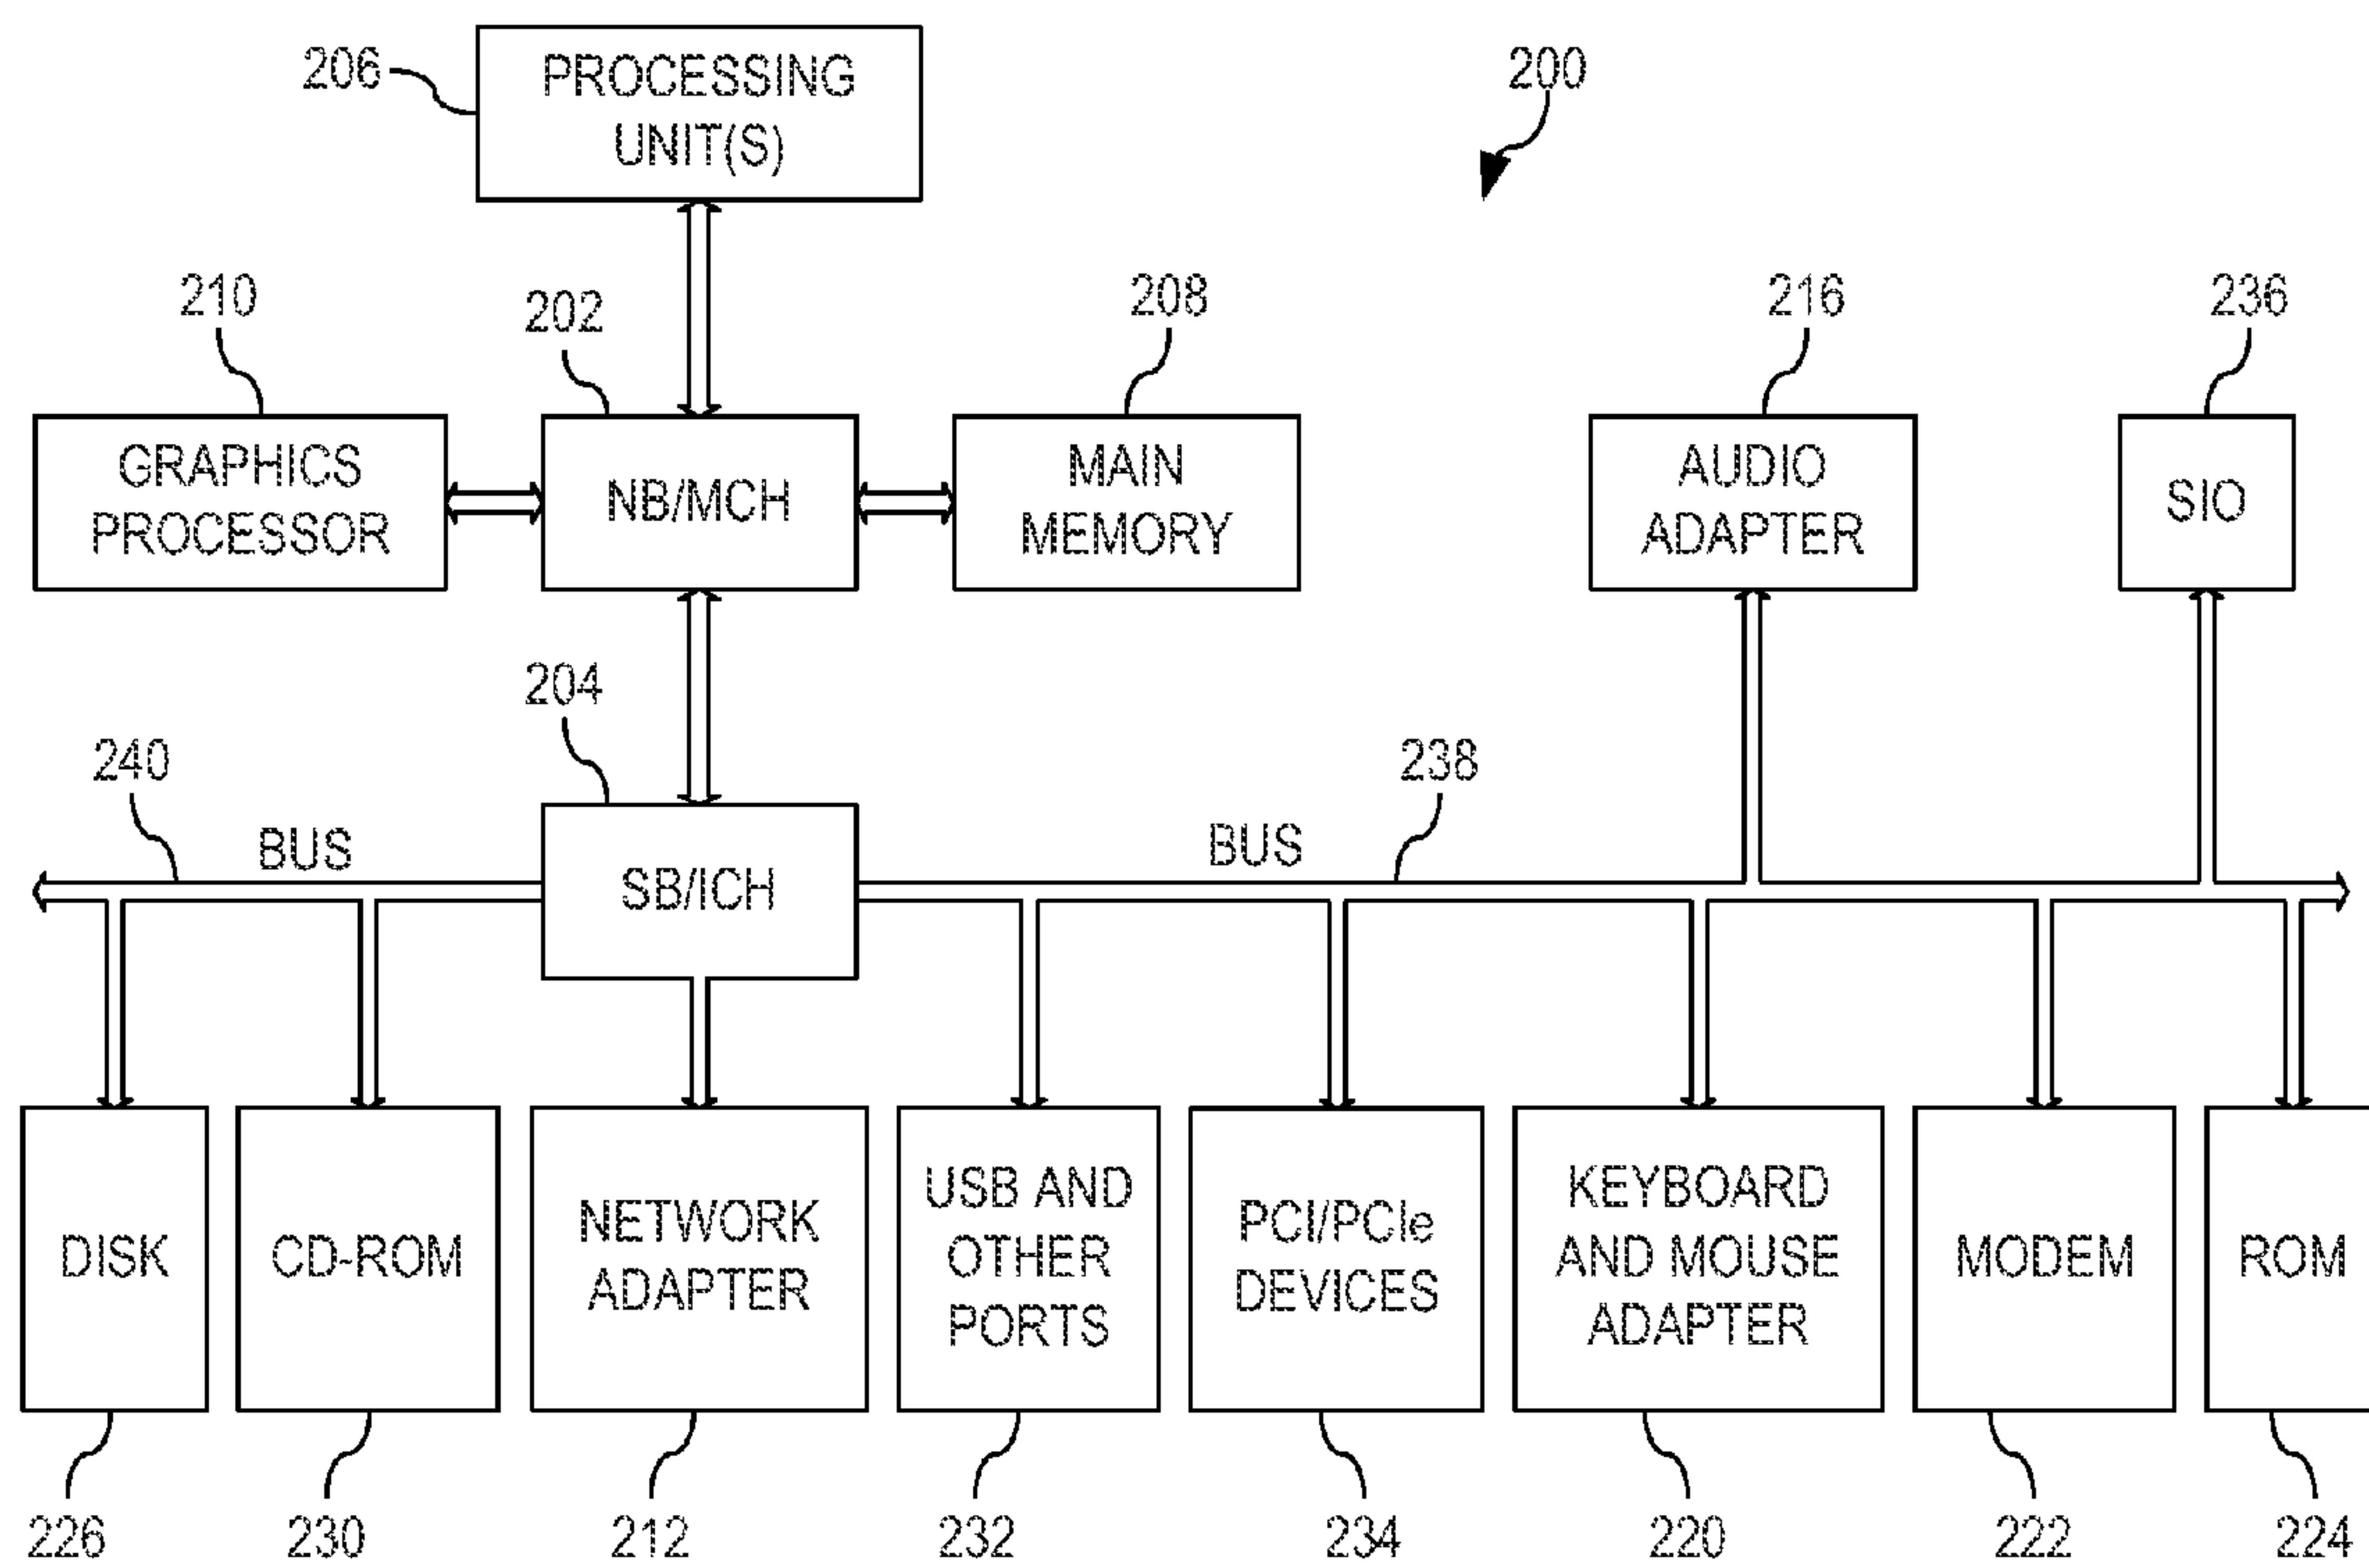 206
PROCESSING
UNIT(S)
200
210
202
208
216
236
GRAPHICS
PROCESSOR
NB/MCH
MAIN
MEMORY
AUDIO
ADAPTER
SIO
204
240
238
BUS
BUS
SB/ICH
DISK
CD-ROM
NETWORK
ADAPTER
USB AND
OTHER
PORTS
PCI/PCIe
DEVICES
KEYBOARD
AND MOUSE
ADAPTER
MODEM
ROM
226
230
212
232
234
220
222
224